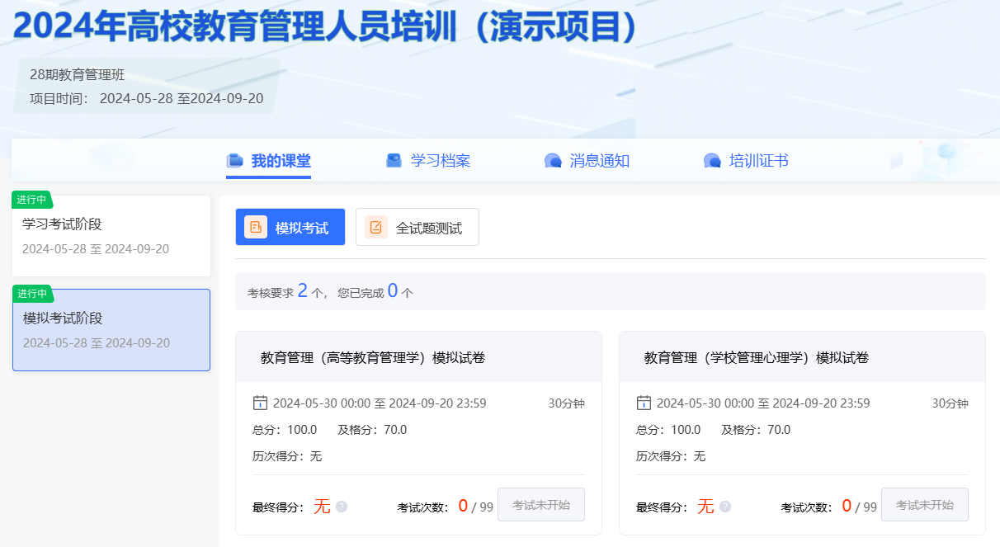 2024年高校教育管理人员培训（演示项目）
28期教育管理班
项目时间： 2024-05-28 至2024-09-20
我的课堂 学习档案 消息通知 培训证书
进行中
学习考试阶段
2024-05-28 至 2024-09-20
进行中
模拟考试阶段
2024-05-28 至 2024-09-20
模拟考试 全试题测试
考核要求 2 个， 您已完成 0 个
教育管理（高等教育管理学）模拟试卷
2024-05-30 00:00 至 2024-09-20 23:59 30分钟
总分：100.0 及格分：70.0
历次得分：无
最终得分： 无 ? 考试次数： 0 / 99 考试未开始
教育管理（学校管理心理学）模拟试卷
2024-05-30 00:00 至 2024-09-20 23:59 30分钟
总分：100.0 及格分：70.0
历次得分：无
最终得分： 无 ? 考试次数： 0 / 99 考试未开始